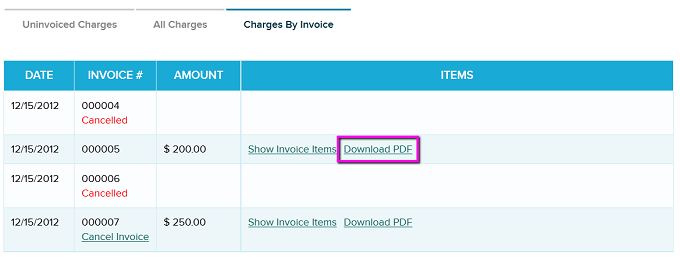 Uninvoiced Charges All Charges Charges By Invoice
DATE INVOICE # AMOUNT ITEMS
12/15/2012 000004
Cancelled
12/15/2012 000005 $ 200.00 Show Invoice Items Download PDF
12/15/2012 000006
Cancelled
12/15/2012 000007 $ 250.00 Show Invoice Items Download PDF
Cancel Invoice